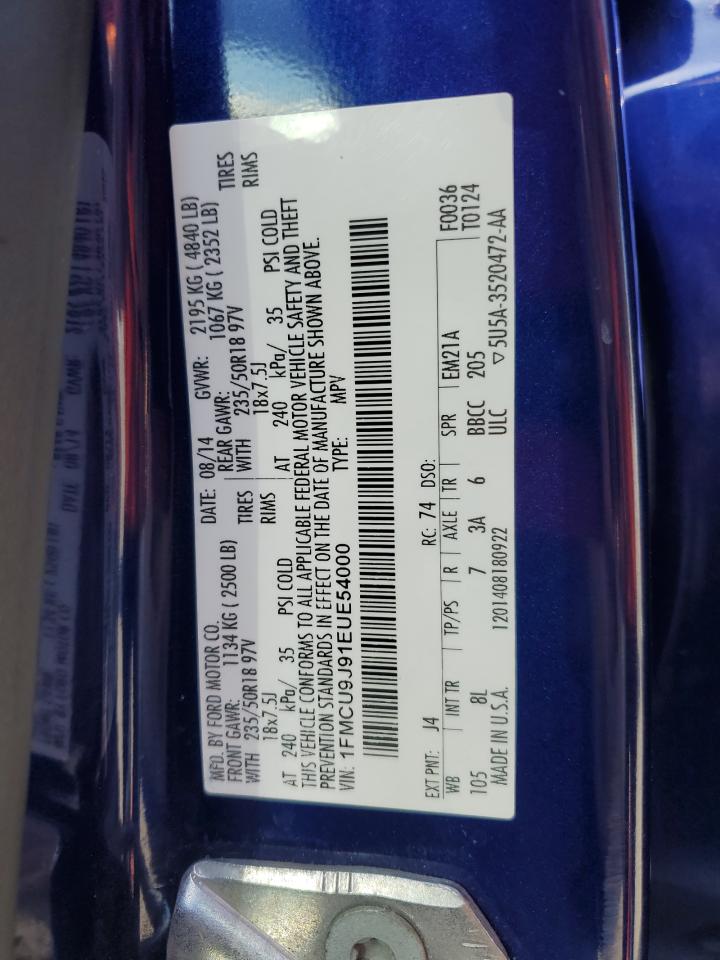 MFD. BY FORD MOTOR CO.
DATE: 08/14 GVWR: 2195 KG ( 4840 LB)
FRONT GAWR: 1134 KG ( 2500 LB) REAR GAWR: 1067 KG ( 2352 LB)
WITH 235/50R18 97V TIRES WITH 235/50R18 97V TIRES
18x7.5J RIMS 18x7.5J RIMS
AT 240 kPa/ 35 PSI COLD AT 240 kPa/ 35 PSI COLD
THIS VEHICLE CONFORMS TO ALL APPLICABLE FEDERAL MOTOR VEHICLE SAFETY AND THEFT
PREVENTION STANDARDS IN EFFECT ON THE DATE OF MANUFACTURE SHOWN ABOVE.
VIN: 1FMCU9J91EUE54000 TYPE: MPV
EXT PNT: J4 RC: 74 DSO: F0036
WB INT TR TP/PS R AXLE TR SPR EM21A T0124
105 8L 7 3A 6 BBCC 205
MADE IN U.S.A. 1201408180922 ULC ▽5U5A-3520472-AA